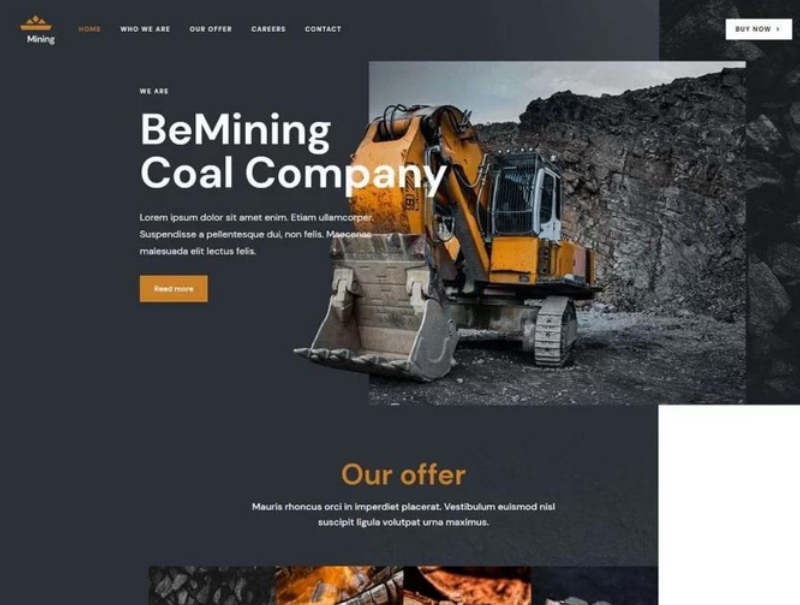 Mining
HOME WHO WE ARE OUR OFFER CAREERS CONTACT
BUY NOW
WE ARE
BeMining
Coal Company
Lorem ipsum dolor sit amet enim. Etiam ullamcorper.
Suspendisse a pellentesque dui, non felis. Maecenas
malesuada elit lectus felis.
Read more
Our offer
Mauris rhoncus orci in imperdiet placerat. Vestibulum euismod nisl
suscipit ligula volutpat urna maximus.